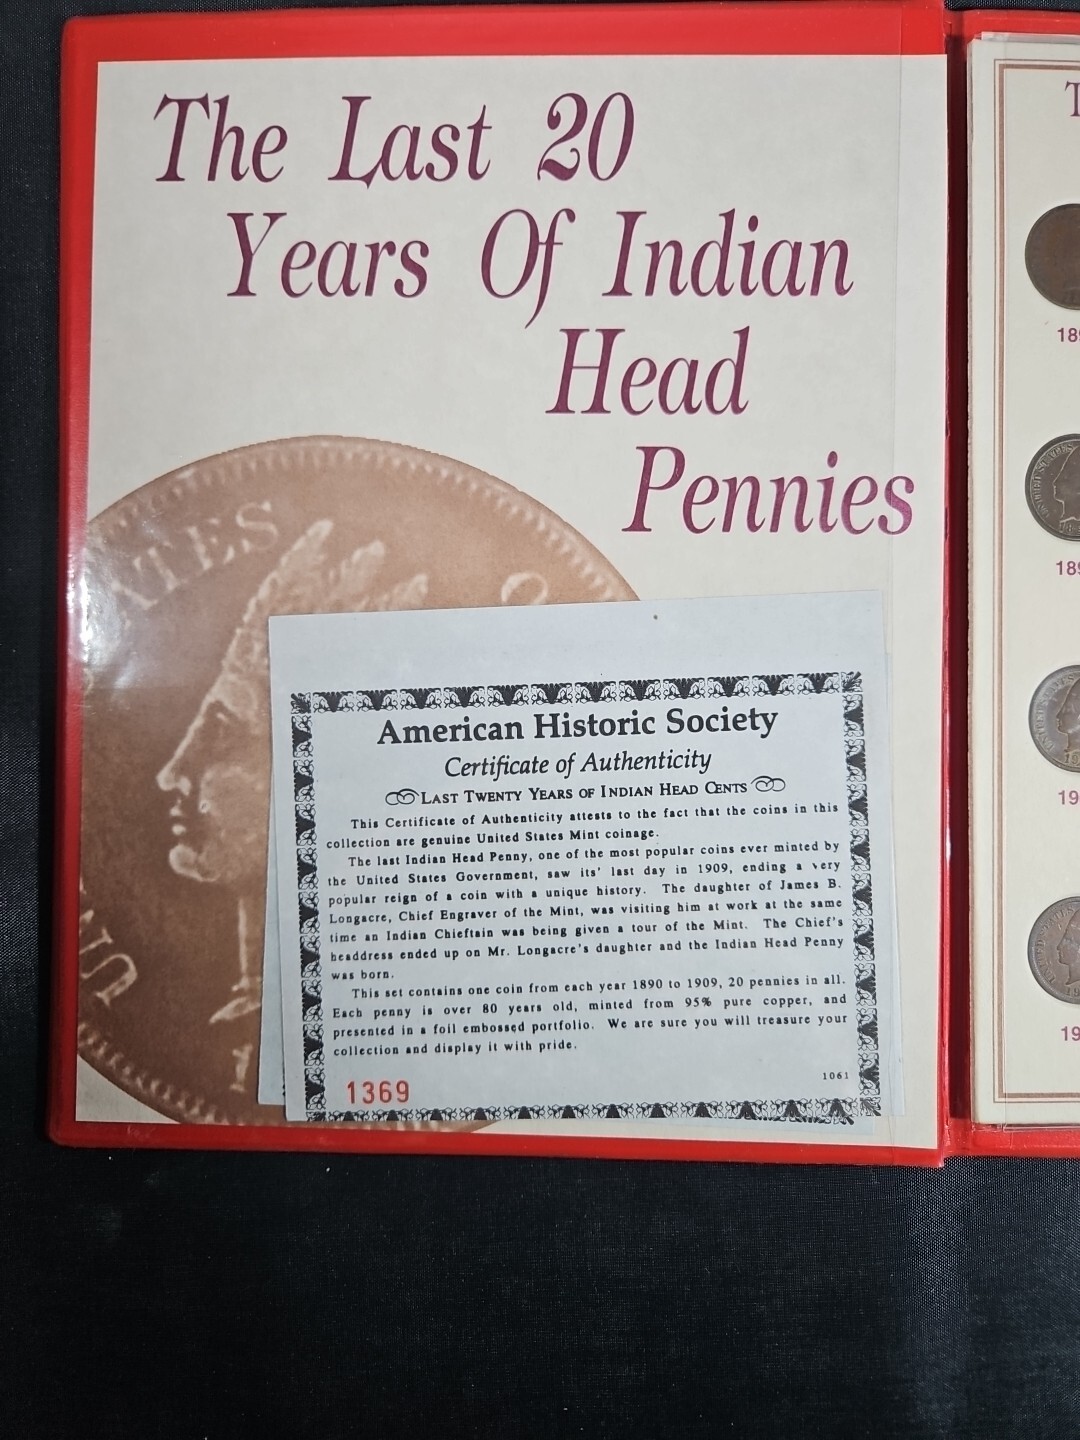 The Last 20
Years Of Indian
Head
Pennies
TATES
O
UN
American Historic Society
Certificate of Authenticity
LAST TWENTY YEARS OF INDIAN HEAD CENTS
This Certificate of Authenticity attests to the fact that the coins in this
collection are genuine United States Mint coinage.
The last Indian Head Penny, one of the most popular coins ever minted by
the United States Government, saw its' last day in 1909, ending a very
popular reign of a coin with a unique history. The daughter of James B.
Longacre, Chief Engraver of the Mint, was visiting him at work at the same
time an Indian Chieftain was being given a tour of the Mint. The Chief's
headdress ended up on Mr. Longacre's daughter and the Indian Head Penny
was born.
This set contains one coin from each year 1890 to 1909, 20 pennies in all.
Each penny is over 80 years old, minted from 95% pure copper, and
presented in a foil embossed portfolio. We are sure you will treasure your
collection and display it with pride.
1369
1061
T
189
189
19
19